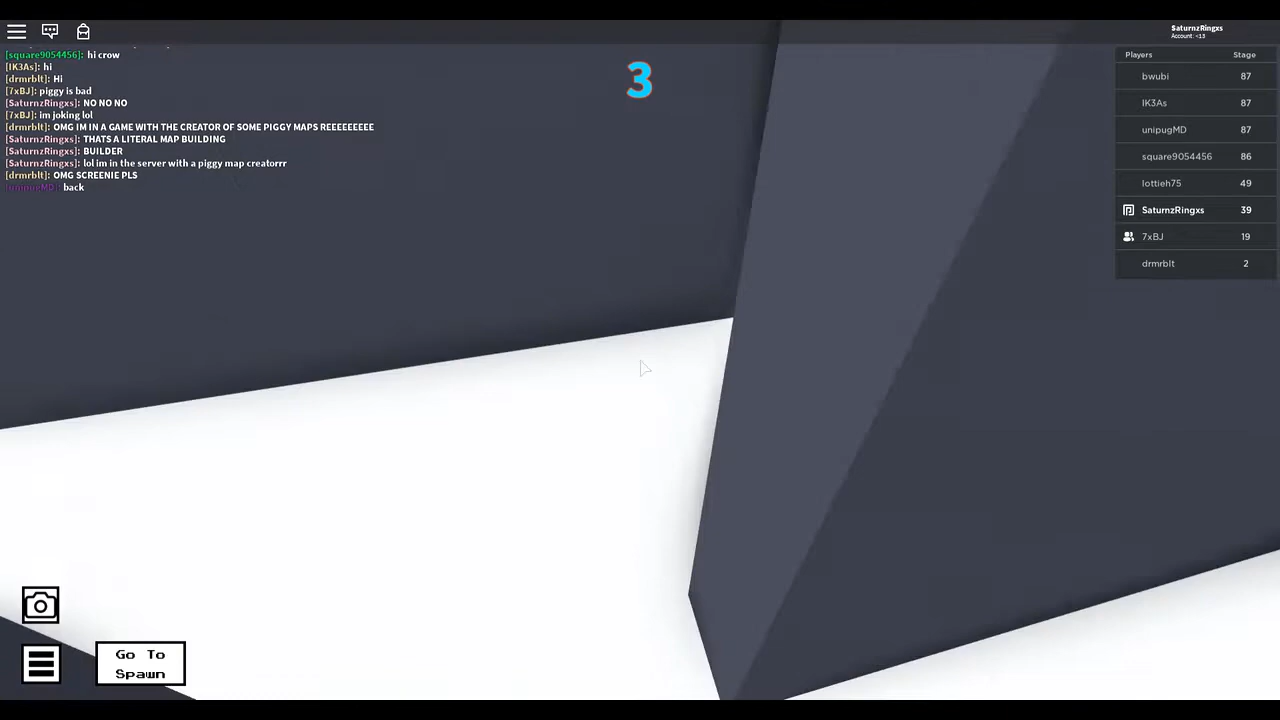 SaturnzRingxs
Account: <13
[square9054456]: hi crow
[IK3As]: hi
[drmrblt]: Hi
[7xBJ]: piggy is bad
[SaturnzRingxs]: NO NO NO
[7xBJ]: im joking lol
[drmrblt]: OMG IM IN A GAME WITH THE CREATOR OF SOME PIGGY MAPS REEEEEEEE
[SaturnzRingxs]: THATS A LITERAL MAP BUILDING
[SaturnzRingxs]: BUILDER
[SaturnzRingxs]: lol im in the server with a piggy map creatorrr
[drmrblt]: OMG SCREENIE PLS
[unipugMD]: back
3
Players Stage
bwubi 87
IK3As 87
unipugMD 87
square9054456 86
lottieh75 49
SaturnzRingxs 39
7xBJ 19
drmrblt 2
Go To
Spawn